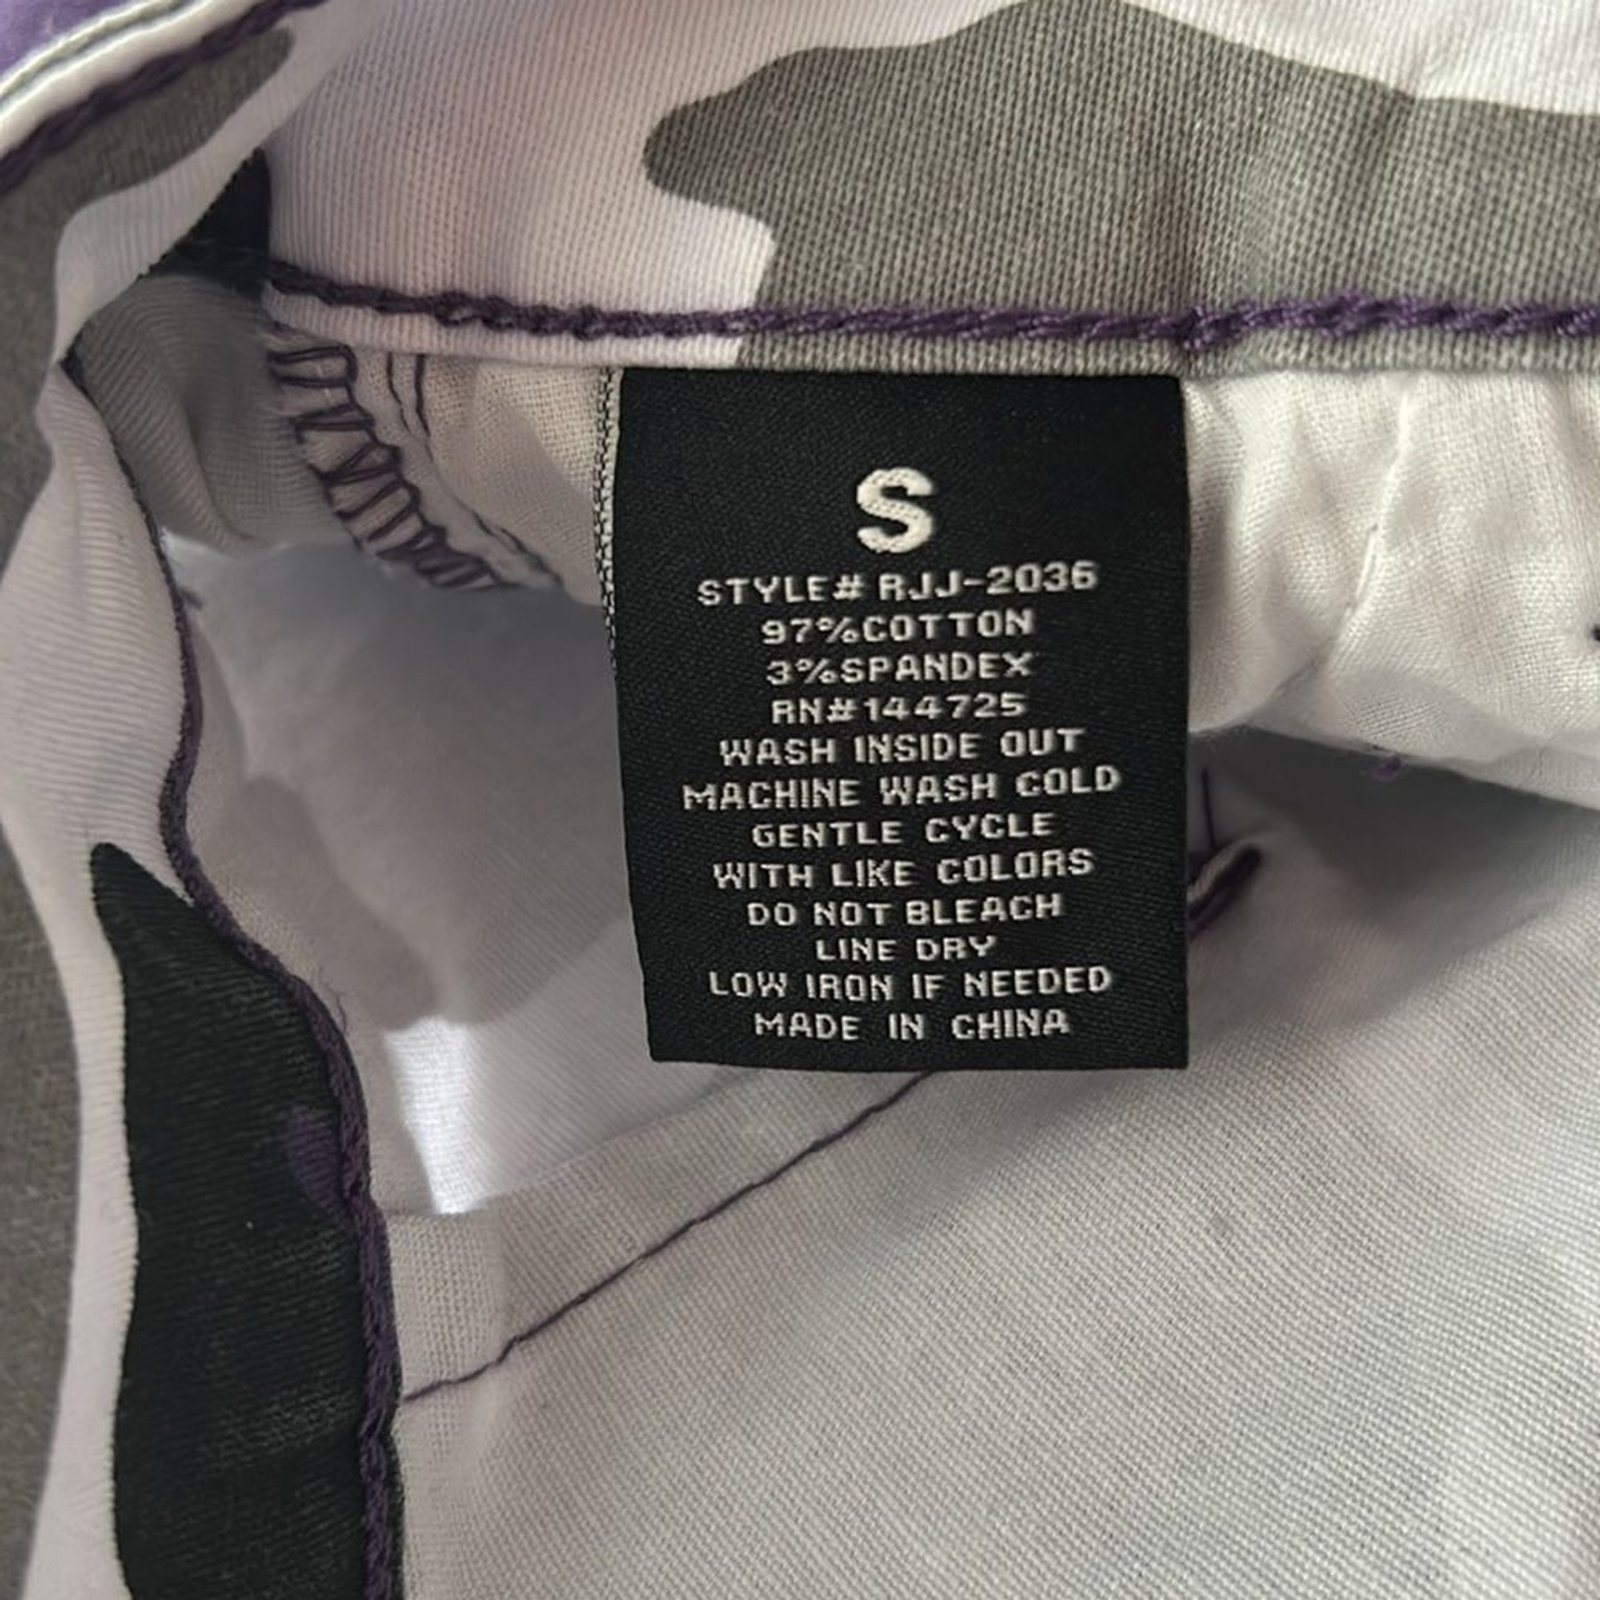 S
STYLE# RJJ-2036
97%COTTON
3%SPANDEX
RN#144725
WASH INSIDE OUT
MACHINE WASH COLD
GENTLE CYCLE
WITH LIKE COLORS
DO NOT BLEACH
LINE DRY
LOW IRON IF NEEDED
MADE IN CHINA